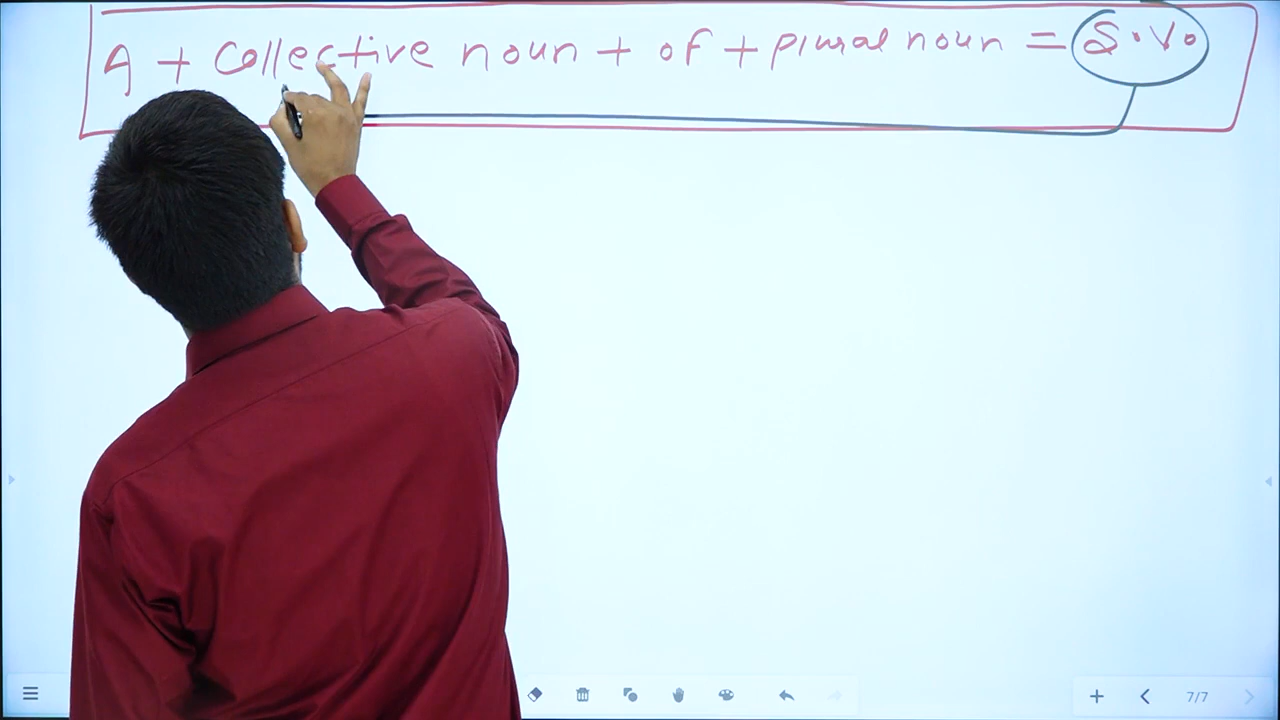 A + Collective noun + of + plural noun = S.V.
7/7